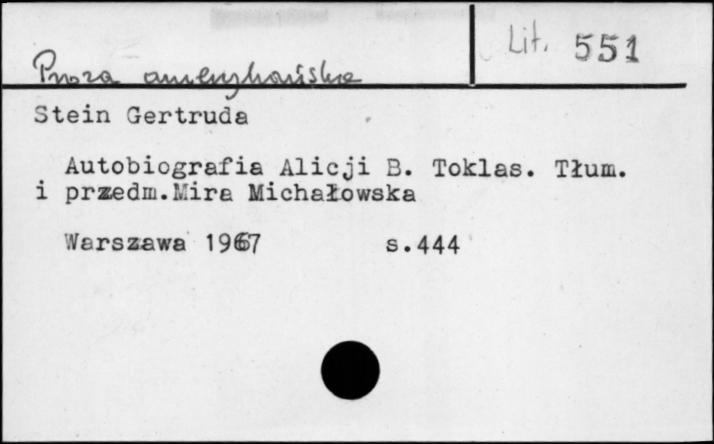 Proza amerykańska
Lit. 551
Stein Gertruda
Autobiografia Alicji B. Toklas. Tłum.
i przedm.Mira Michałowska
Warszawa 1967 s.444